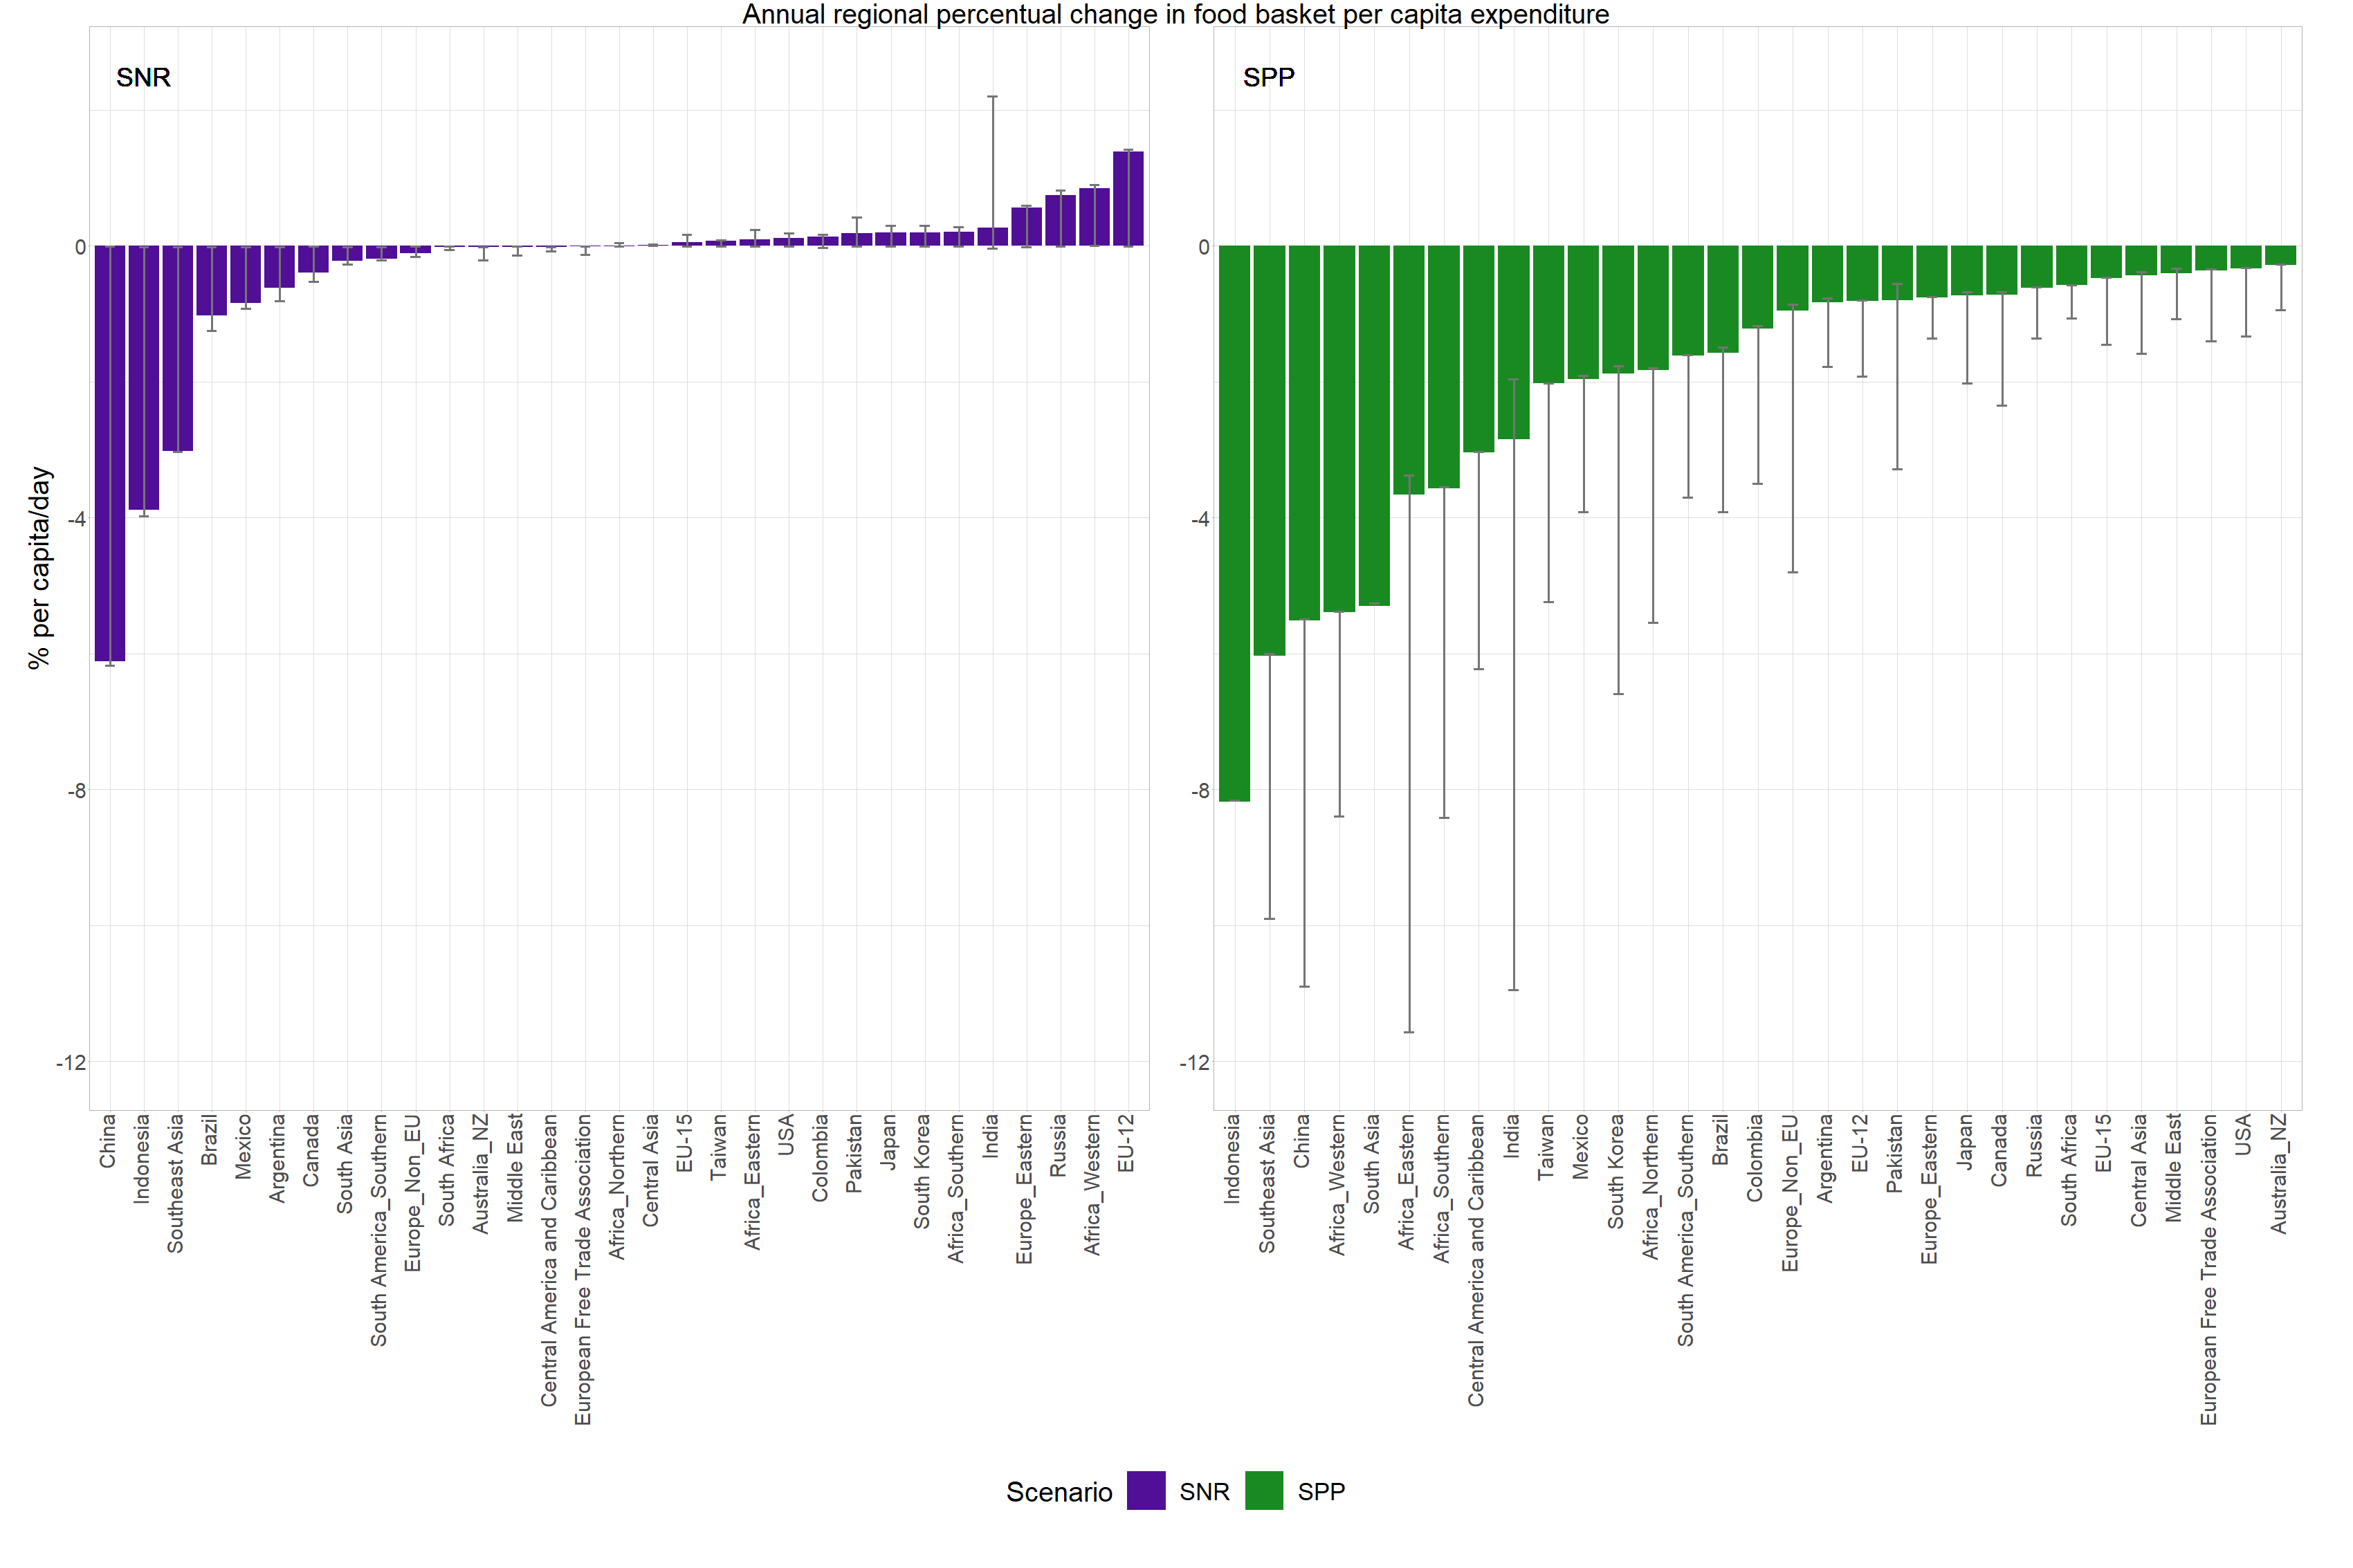 Annual regional percentual change in food basket per capita expenditure
SNR
SPP
% per capita/day
0
-4
-8
-12
0
-4
-8
-12
China
Indonesia
Southeast Asia
Brazil
Mexico
Argentina
Canada
South Asia
South America_Southern
Europe_Non_EU
South Africa
Australia_NZ
Middle East
Central America and Caribbean
European Free Trade Association
Africa_Northern
Central Asia
EU-15
Taiwan
Africa_Eastern
USA
Colombia
Pakistan
Japan
South Korea
Africa_Southern
India
Europe_Eastern
Russia
Africa_Western
EU-12
Indonesia
Southeast Asia
China
Africa_Western
South Asia
Africa_Eastern
Africa_Southern
Central America and Caribbean
India
Taiwan
Mexico
South Korea
Africa_Northern
South America_Southern
Brazil
Colombia
Europe_Non_EU
Argentina
EU-12
Pakistan
Europe_Eastern
Japan
Canada
Russia
South Africa
EU-15
Central Asia
Middle East
European Free Trade Association
USA
Australia_NZ
Scenario SNR SPP